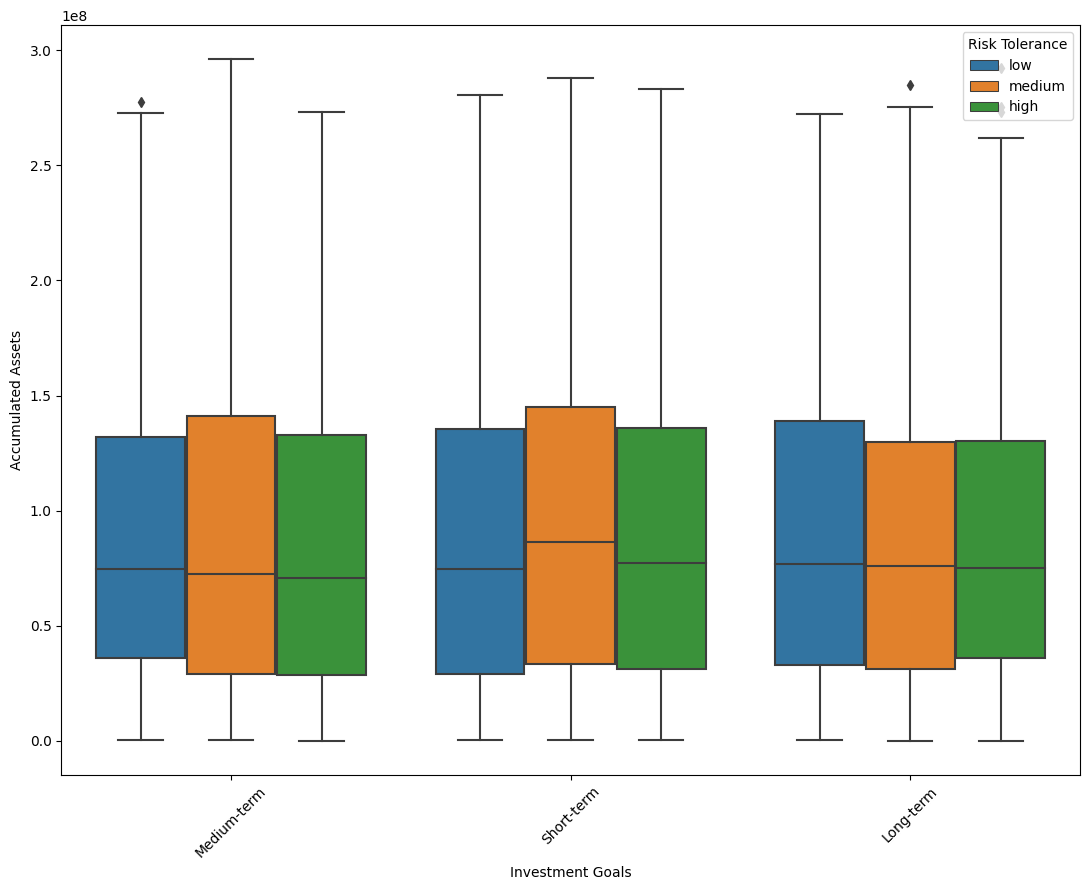 1e8
Risk Tolerance
low
medium
high
3.0
2.5
2.0
1.5
1.0
0.5
0.0
Accumulated Assets
Medium-term
Short-term
Long-term
Investment Goals